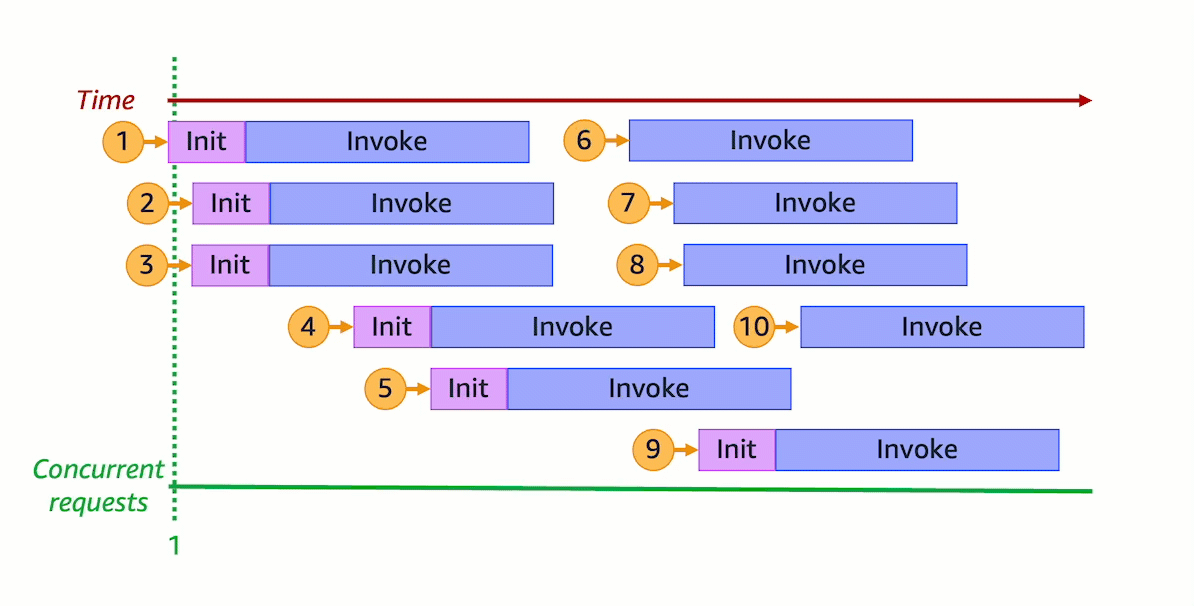 Time
1 Init Invoke 6 Invoke
2 Init Invoke 7 Invoke
3 Init Invoke 8 Invoke
4 Init Invoke 10 Invoke
5 Init Invoke
9 Init Invoke
Concurrent
requests
1